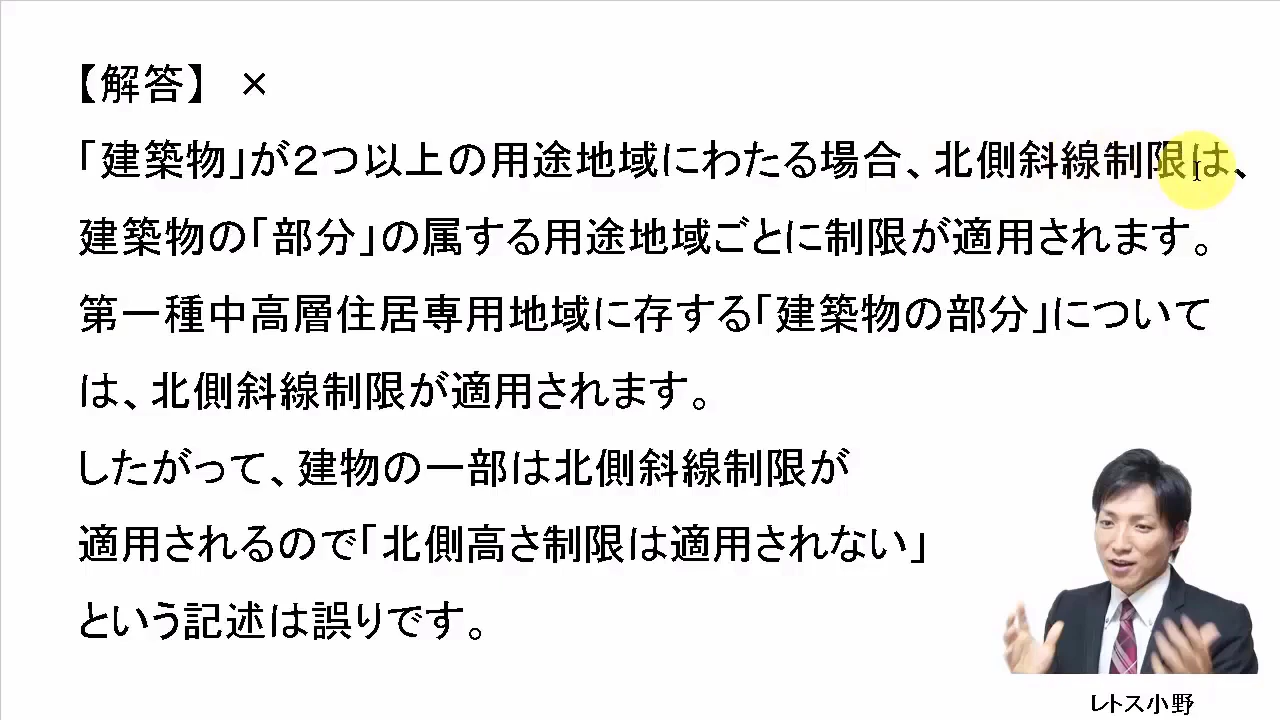 【解答】 ×
「建築物」が２つ以上の用途地域にわたる場合、北側斜線制限は、
建築物の「部分」の属する用途地域ごとに制限が適用されます。
第一種中高層住居専用地域に存する「建築物の部分」について
は、北側斜線制限が適用されます。
したがって、建物の一部は北側斜線制限が
適用されるので「北側高さ制限は適用されない」
という記述は誤りです。
レトス小野